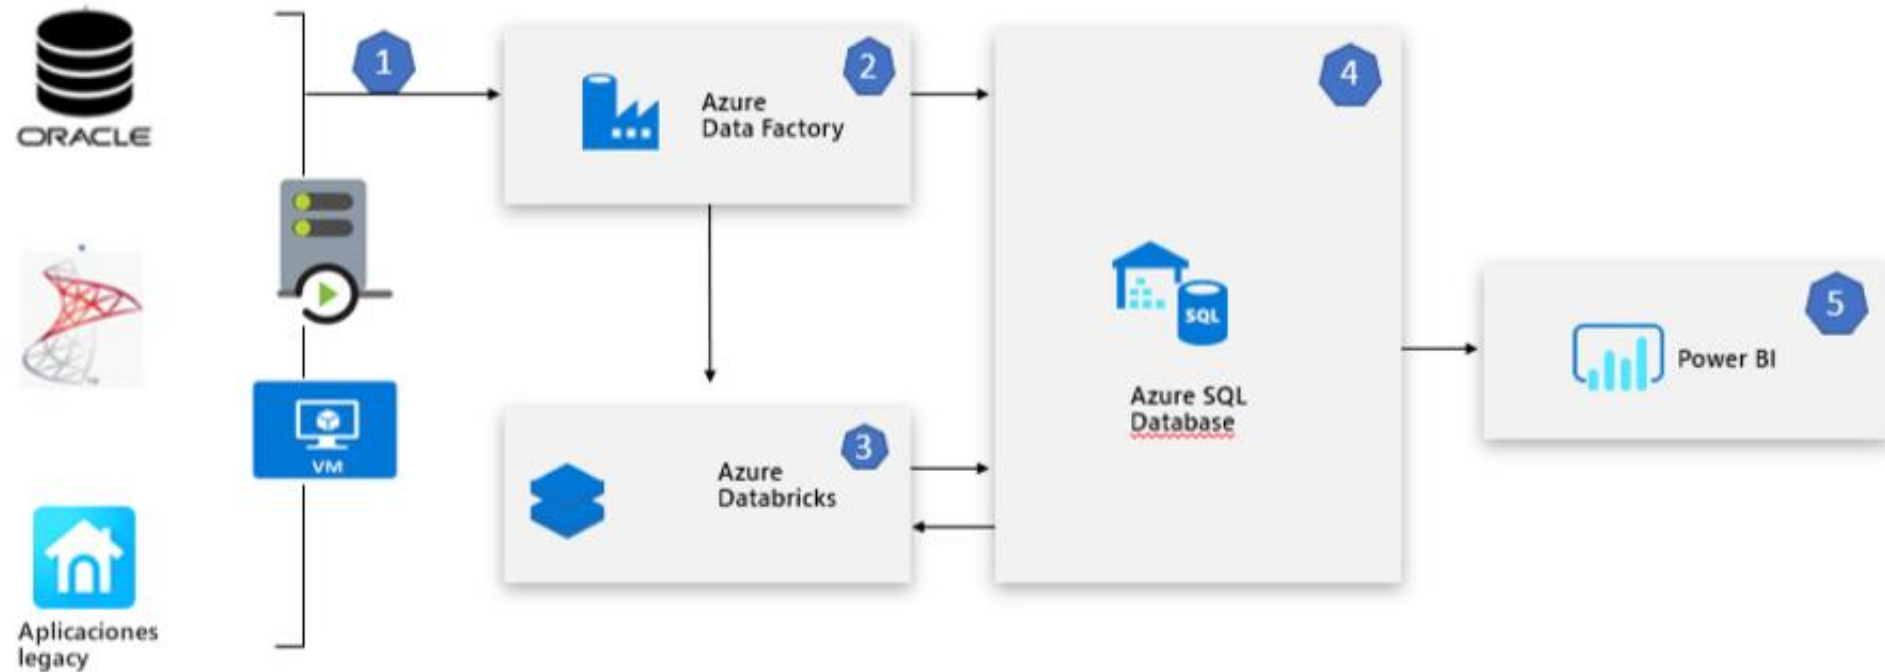 ORACLE
Aplicaciones
legacy
VM
1
2
Azure
Data Factory
3
Azure
Databricks
4
SQL
Azure SQL
Database
5
Power BI